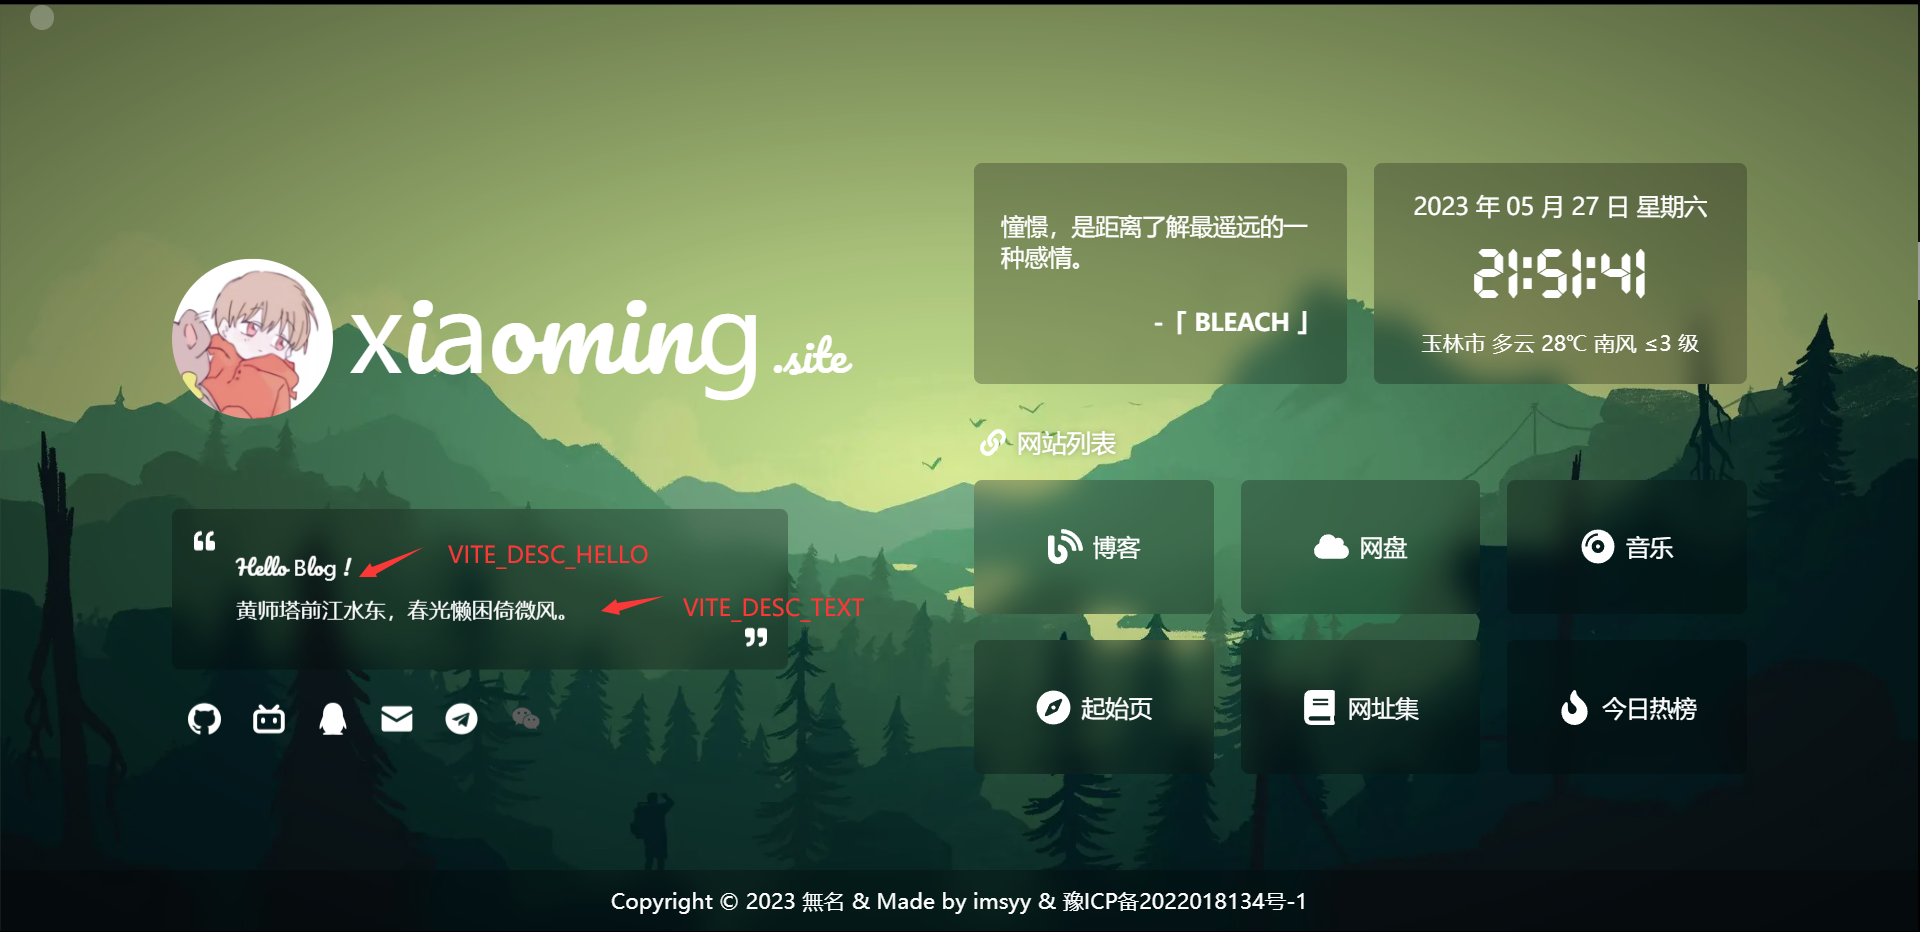 xiaoming .site
Hello Blog !
VITE_DESC_HELLO
黄师塔前江水东，春光懒困倚微风。
VITE_DESC_TEXT
憧憬，是距离了解最遥远的一
种感情。
-「 BLEACH 」
2023 年 05 月 27 日 星期六
21:51:41
玉林市 多云 28℃ 南风 ≤3 级
网站列表
博客
网盘
音乐
起始页
网址集
今日热榜
Copyright © 2023 無名 & Made by imsyy & 豫ICP备2022018134号-1